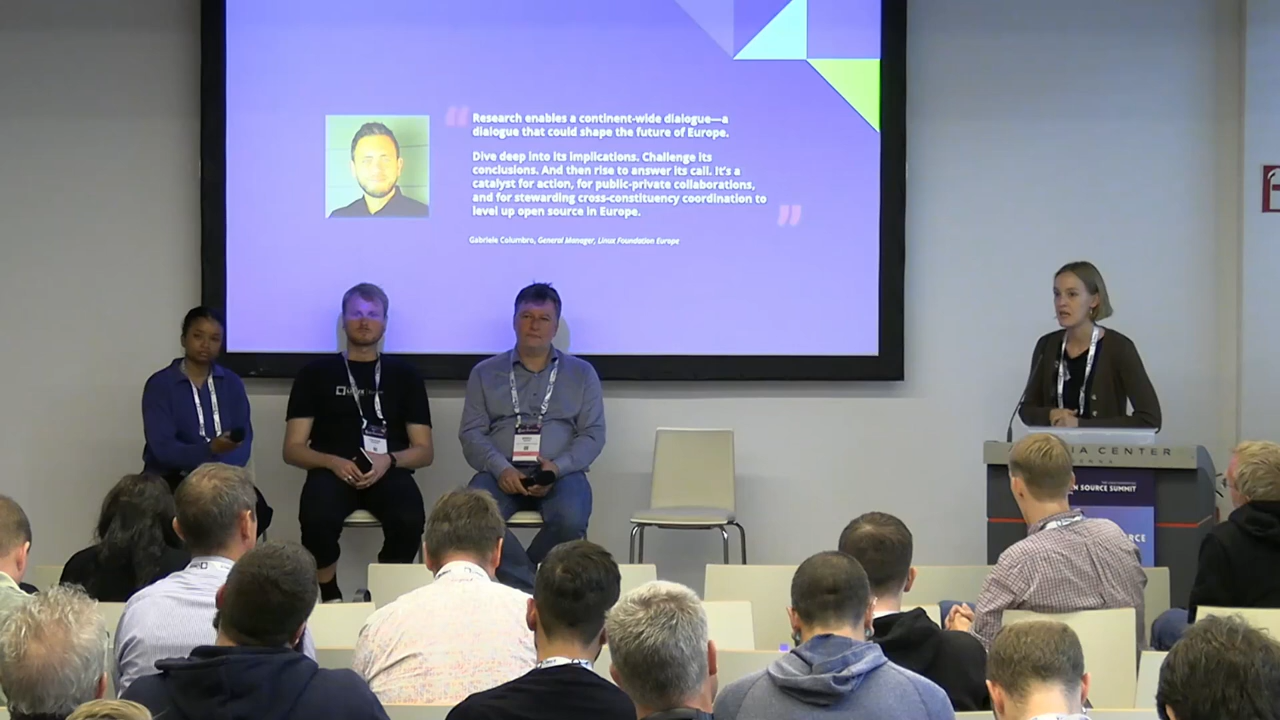 Research enables a continent-wide dialogue—a
dialogue that could shape the future of Europe.
Dive deep into its implications. Challenge its
conclusions. And then rise to answer its call. It's a
catalyst for action, for public-private collaborations,
and for stewarding cross-constituency coordination to
level up open source in Europe.
Gabriele Columbro, General Manager, Linux Foundation Europe
CENTER
SOURCE SUMMIT